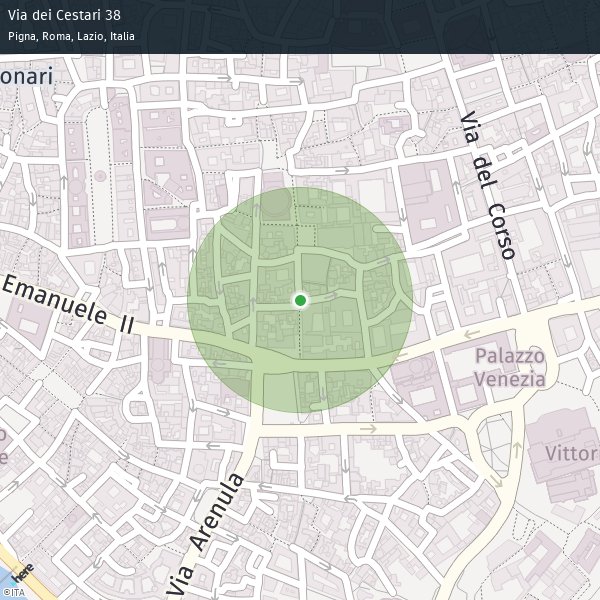 Via dei Cestari 38
Pigna, Roma, Lazio, Italia
onari
Via del Corso
Emanuele II
Palazzo
Venezia
o
e
Vittor
Via Arenula
here
©ITA